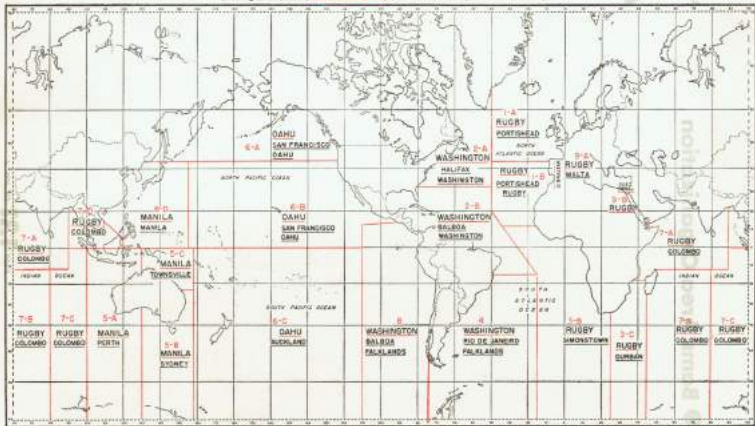 1-A
RUGBY
PORTISHEAD
NORTH
ATLANTIC OCEAN
6-A
OAHU
SAN FRANCISCO
OAHU
2-A
WASHINGTON
HALIFAX
WASHINGTON
RUGBY
1-B
PORTISHEAD
RUGBY
9-A
RUGBY
MALTA
NORTH PACIFIC OCEAN
RUGBY
COLOMBO
6-D
MANILA
MANILA
6-B
OAHU
SAN FRANCISCO
OAHU
2-B
WASHINGTON
BALBOA
WASHINGTON
9-B
RUGBY
7-A
RUGBY
COLOMBO
7-A
RUGBY
COLOMBO
5-C
MANILA
TOWNSVILLE
INDIAN OCEAN
INDIAN OCEAN
SOUTH
ATLANTIC
OCEAN
SOUTH PACIFIC OCEAN
7-B
RUGBY
COLOMBO
7-C
RUGBY
COLOMBO
5-A
MANILA
PERTH
5-B
MANILA
SYDNEY
6-C
OAHU
AUCKLAND
WASHINGTON
BALBOA
FALKLANDS
4
WASHINGTON
RIO DE JANEIRO
FALKLANDS
RUGBY
SIMONSTOWN
3-C
RUGBY
DURBAN
7-B
RUGBY
COLOMBO
7-C
RUGBY
COLOMBO